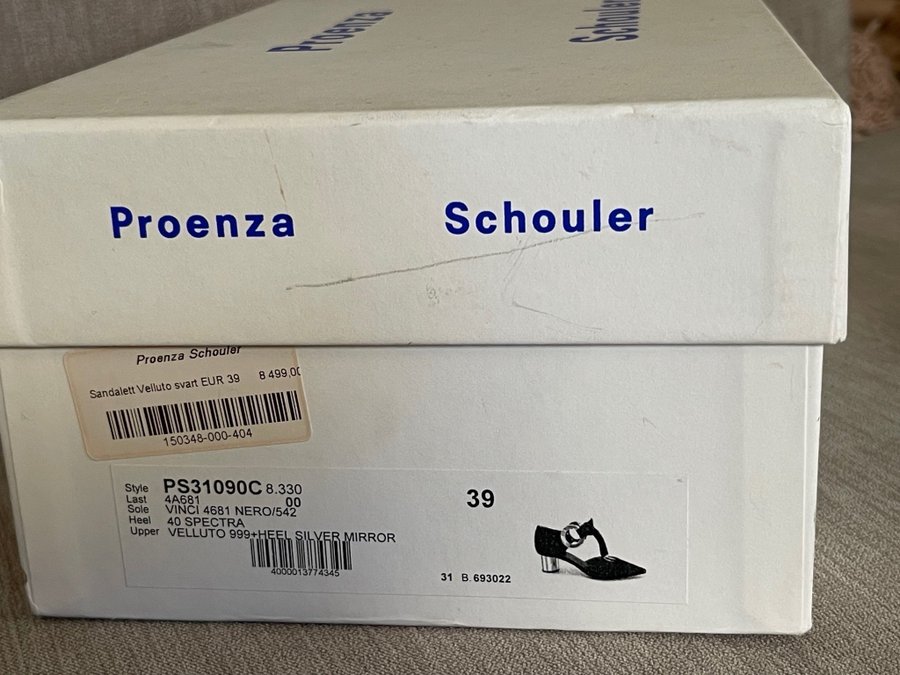 Proenza Schouler
Proenza Schouler
Proenza Schouler
Sandalett Velluto svart EUR 39 8 499,00
150348-000-404
Style PS31090C 8.330
Last 4A681 00
Sole VINCI 4681 NERO/542
Heel 40 SPECTRA
Upper VELLUTO 999+HEEL SILVER MIRROR
4000013774345
39
31 B. 693022